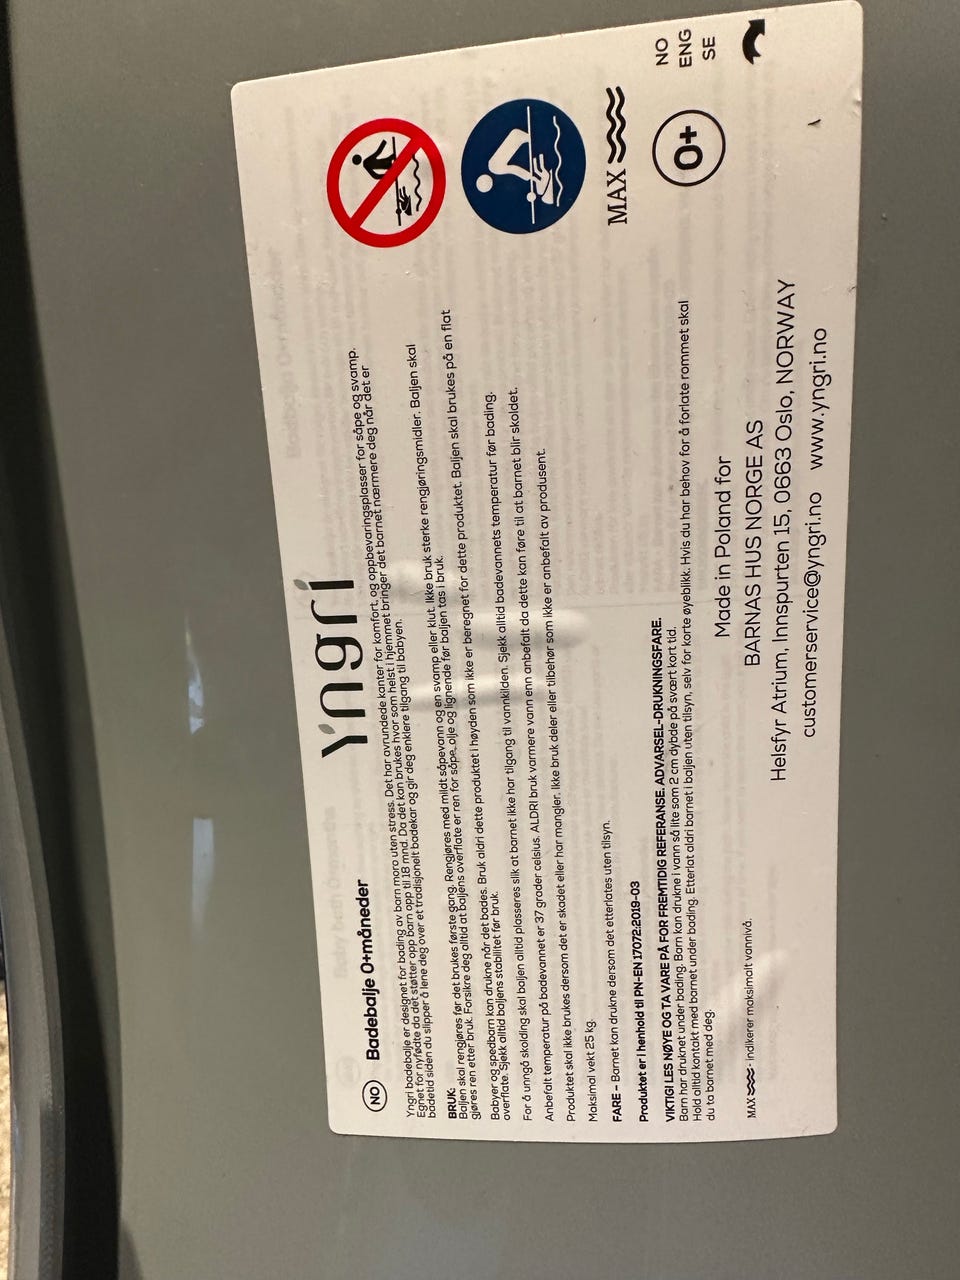 Yngri
NO Badebalje 0+måneder
Yngri badebalje er designet for bading av barn moro uten stress. Det har avrundede kanter for komfort, og oppbevaringsplasser for såpe og svamp.
Egnet for nyfødte da det støtter opp barn opp til 18 mnd. Da det kan brukes hvor som helst i hjemmet bringer det barnet nærmere deg når det er
badetid siden du slipper å lene deg over et tradisjonelt badekar og gir deg enklere tilgang til babyen.
BRUK:
Baljen skal rengjøres før det brukes første gang. Rengjøres med mildt såpevann og en svamp eller klut. Ikke bruk sterke rengjøringsmidler. Baljen skal
gjøres ren etter bruk. Forsikre deg alltid at baljens overflate er ren for såpe, olje og lignende før baljen tas i bruk.
Babyer og spedbarn kan drukne når det bades. Bruk aldri dette produktet i høyden som ikke er beregnet for dette produktet. Baljen skal brukes på en flat
overflate. Sjekk alltid baljens stabilitet før bruk.
For å unngå skolding skal baljen alltid plasseres slik at barnet ikke har tilgang til vannkilden. Sjekk alltid badevannets temperatur før bading.
Anbefalt temperatur på badevannet er 37 grader celsius. ALDRI bruk varmere vann enn anbefalt da dette kan føre til at barnet blir skoldet.
Produktet skal ikke brukes dersom det er skadet eller har mangler. Ikke bruk deler eller tilbehør som ikke er anbefalt av produsent.
Maksimal vekt 25 kg.
FARE – Barnet kan drukne dersom det etterlates uten tilsyn.
Produktet er i henhold til PN-EN 17072:2019-03
VIKTIG! LES NØYE OG TA VARE PÅ FOR FREMTIDIG REFERANSE. ADVARSEL-DRUKNINGSFARE.
Barn har druknet under bading. Barn kan drukne i vann så lite som 2 cm dybde på svært kort tid.
Hold alltid kontakt med barnet under bading. Etterlat aldri barnet i baljen uten tilsyn, selv for korte øyeblikk. Hvis du har behov for å forlate rommet skal
du ta barnet med deg.
MAX - indikerer maksimalt vannivå.
Made in Poland for
BARNAS HUS NORGE AS
Helsfyr Atrium, Innspurten 15, 0663 Oslo, NORWAY
customerservice@yngri.no www.yngri.no
MAX
0+
NO
ENG
SE